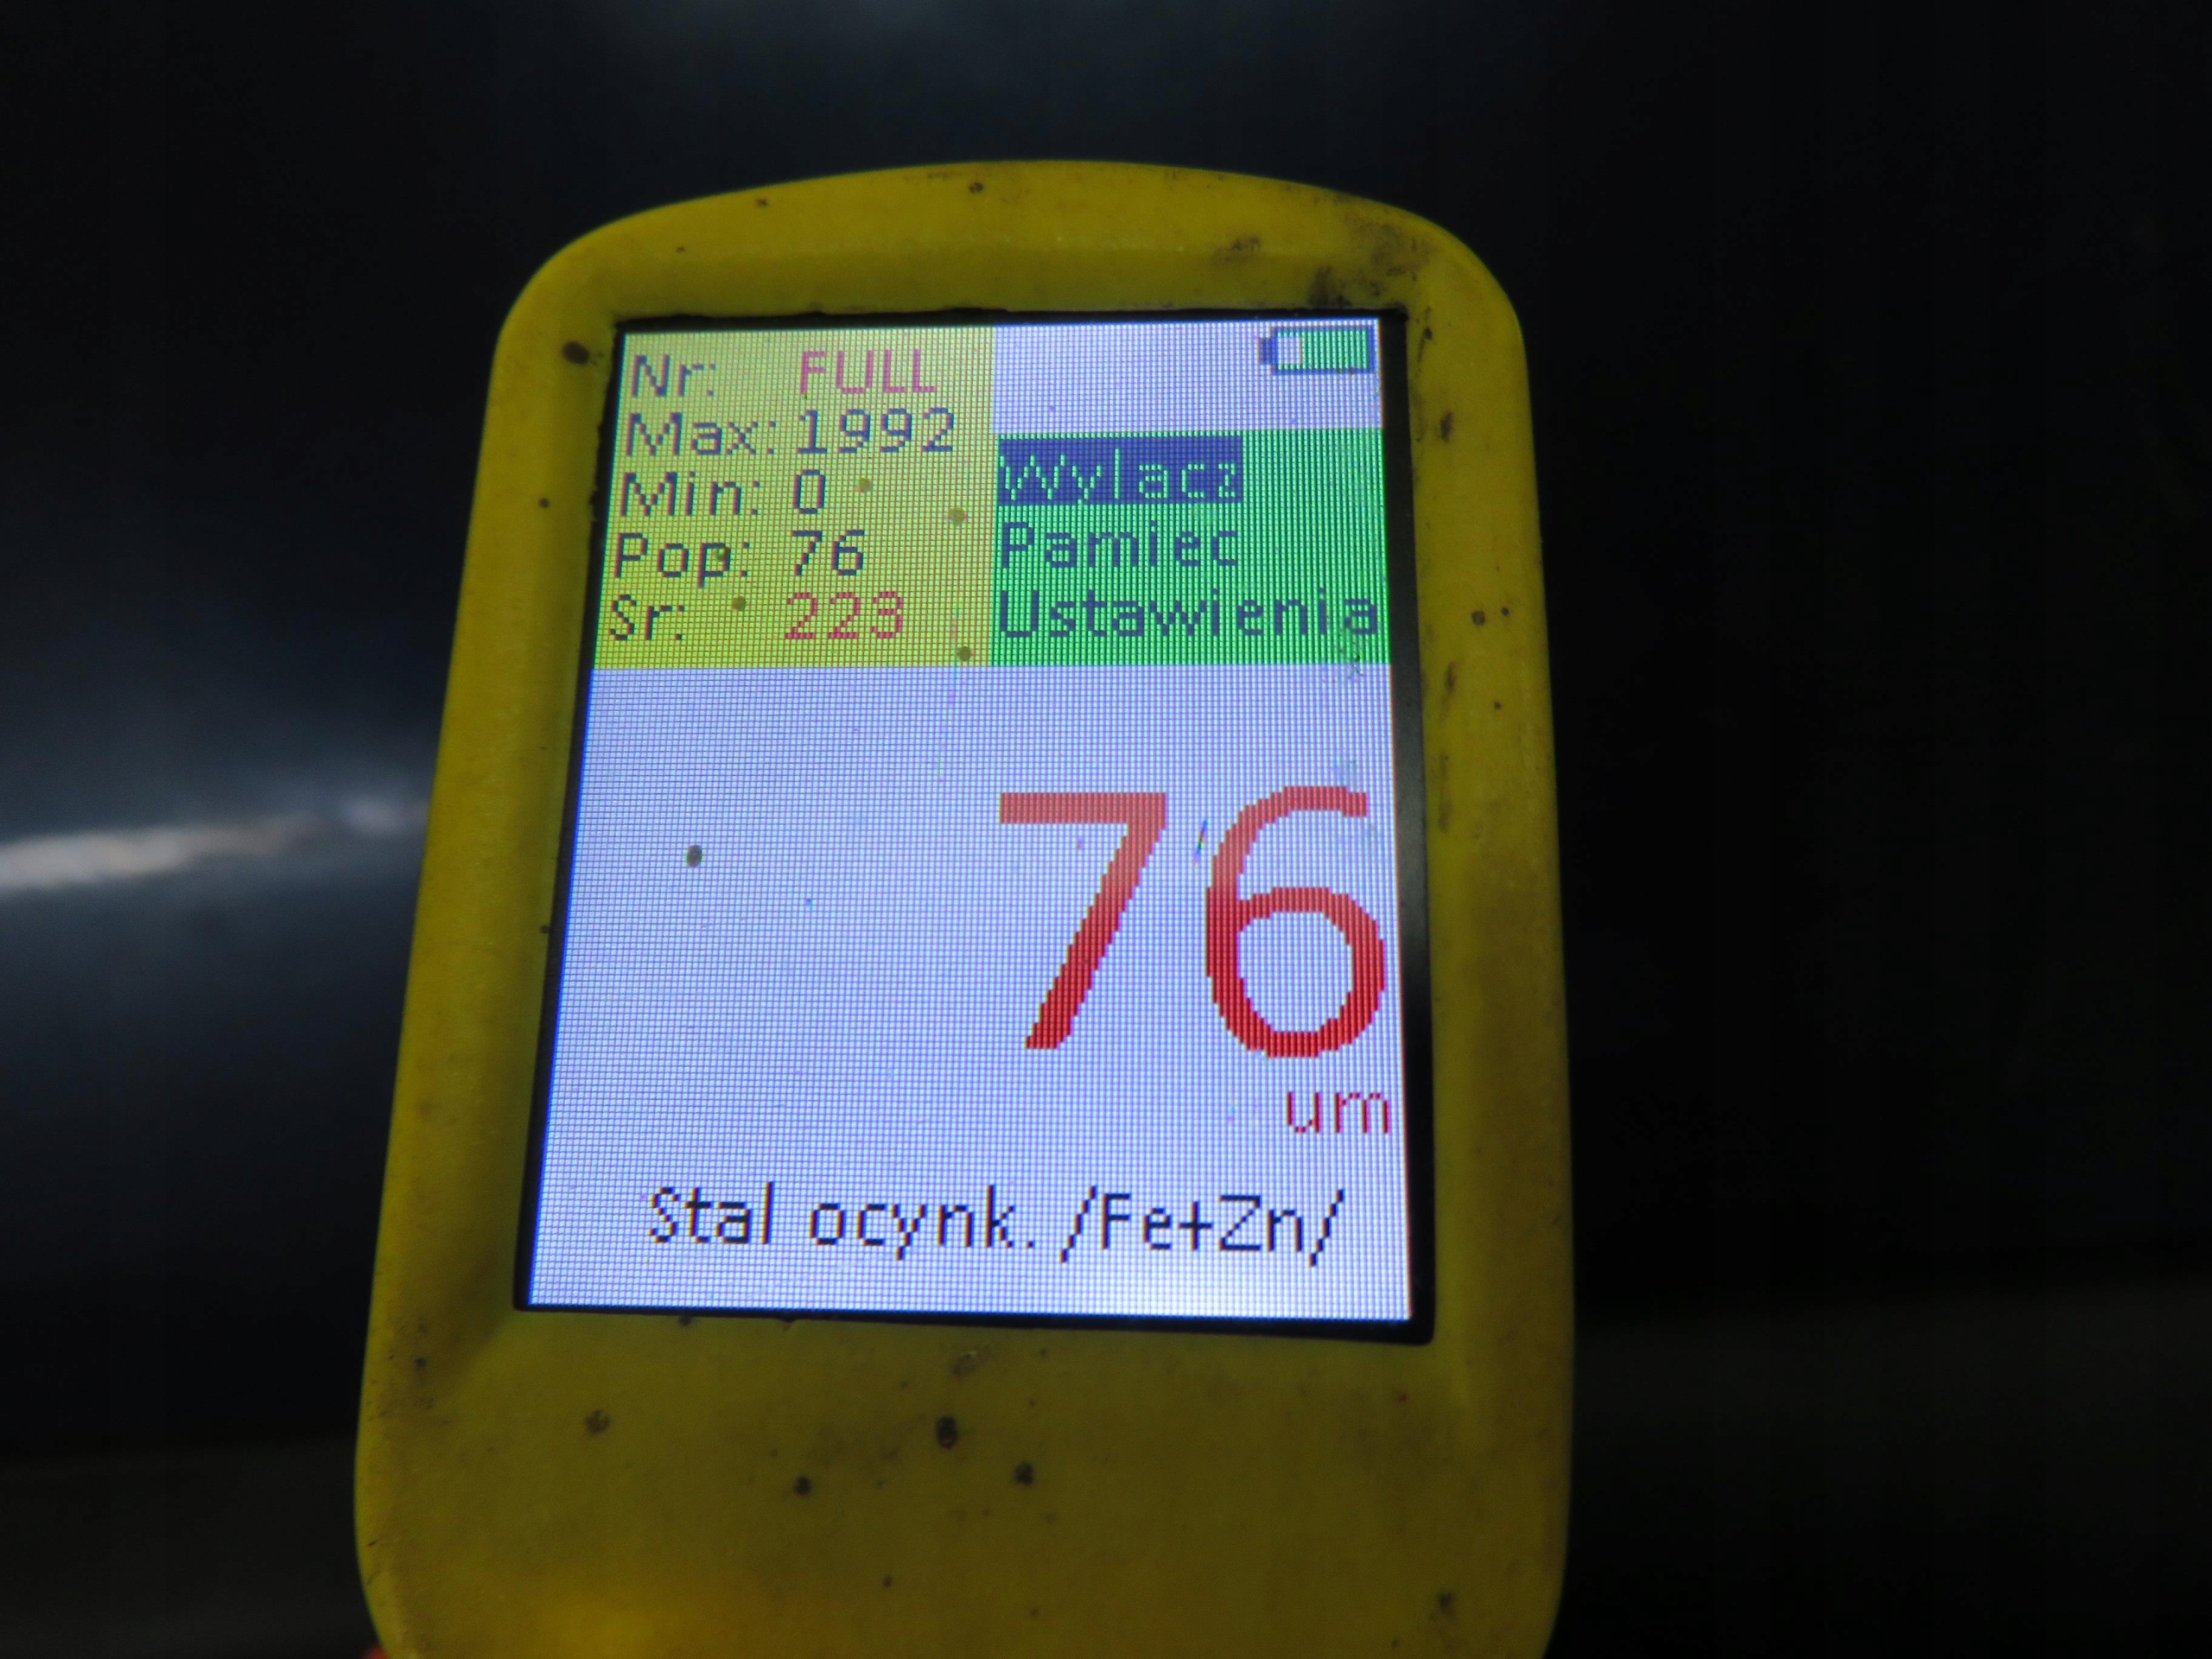 Nr: FULL
Max: 1992
Min: 0
Pop: 76
Sr: 223
Wylacz
Pamiec
Ustawienia
76
um
Stal ocynk. /Fe+Zn/